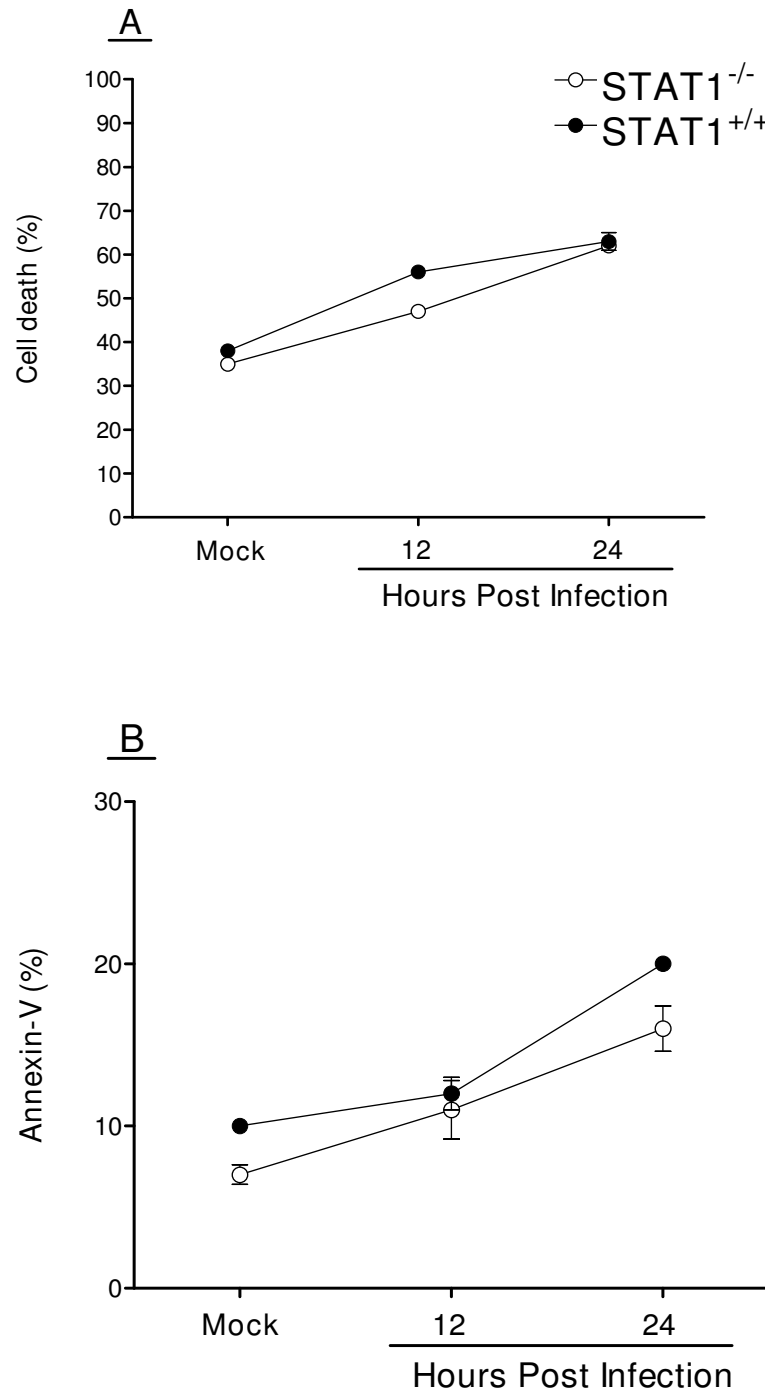 A
STAT1-/-
STAT1+/+
100
90
80
70
60
50
40
30
20
10
0
Cell death (%)
Mock 12 24
Hours Post Infection
B
30
20
10
0
Annexin-V (%)
Mock 12 24
Hours Post Infection